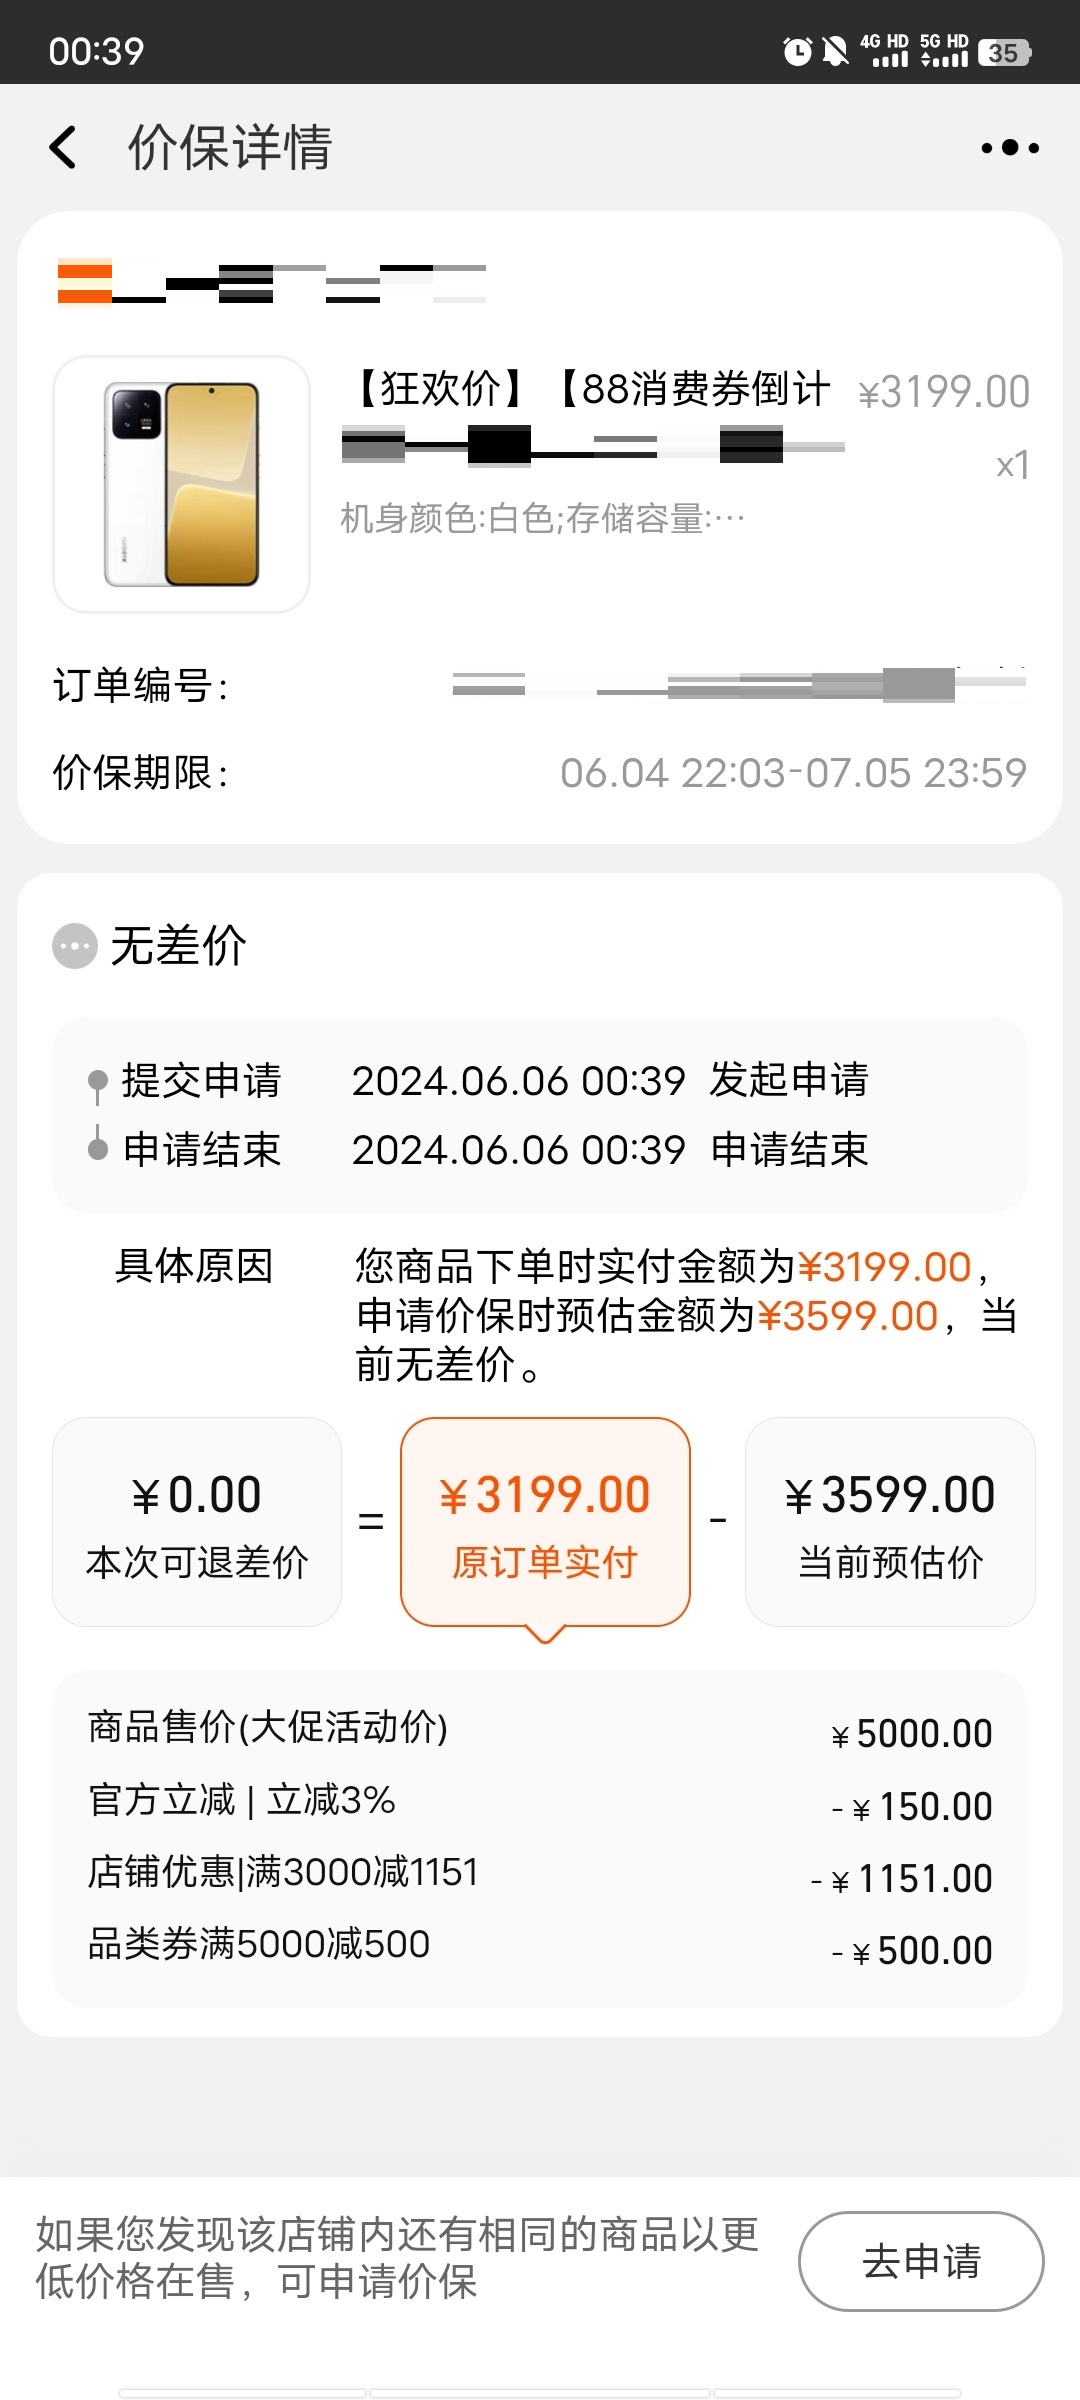 00:39
4G HD 5G HD 35
价保详情
【狂欢价】【88消费券倒计 ¥3199.00
x1
机身颜色:白色;存储容量:···
订单编号:
价保期限: 06.04 22:03-07.05 23:59
无差价
提交申请 2024.06.06 00:39 发起申请
申请结束 2024.06.06 00:39 申请结束
具体原因 您商品下单时实付金额为¥3199.00,
申请价保时预估金额为¥3599.00, 当
前无差价。
¥0.00 = ¥3199.00 - ¥3599.00
本次可退差价 原订单实付 当前预估价
商品售价(大促活动价) ¥5000.00
官方立减 | 立减3% -¥150.00
店铺优惠|满3000减1151 -¥1151.00
品类券满5000减500 -¥500.00
如果您发现该店铺内还有相同的商品以更
低价格在售, 可申请价保
去申请